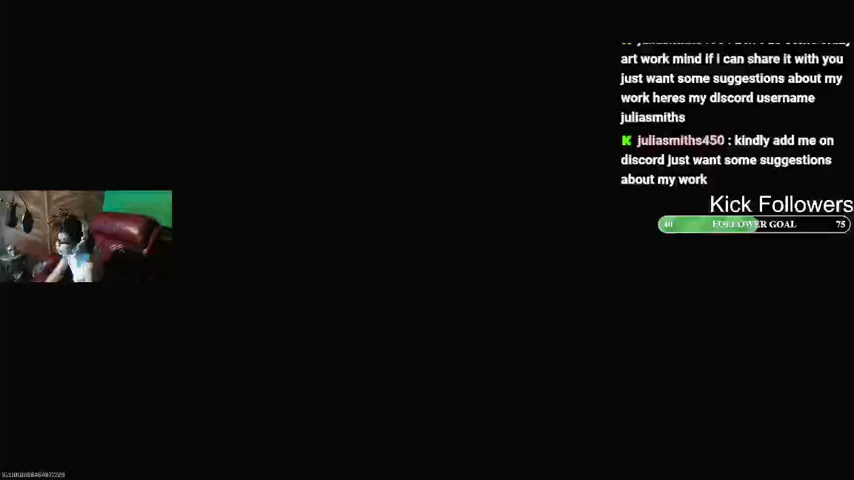 art work mind if i can share it with you
just want some suggestions about my
work heres my discord username
juliasmiths
juliasmiths450 : kindly add me on
discord just want some suggestions
about my work
Kick Followers
40 FOLLOWER GOAL 75